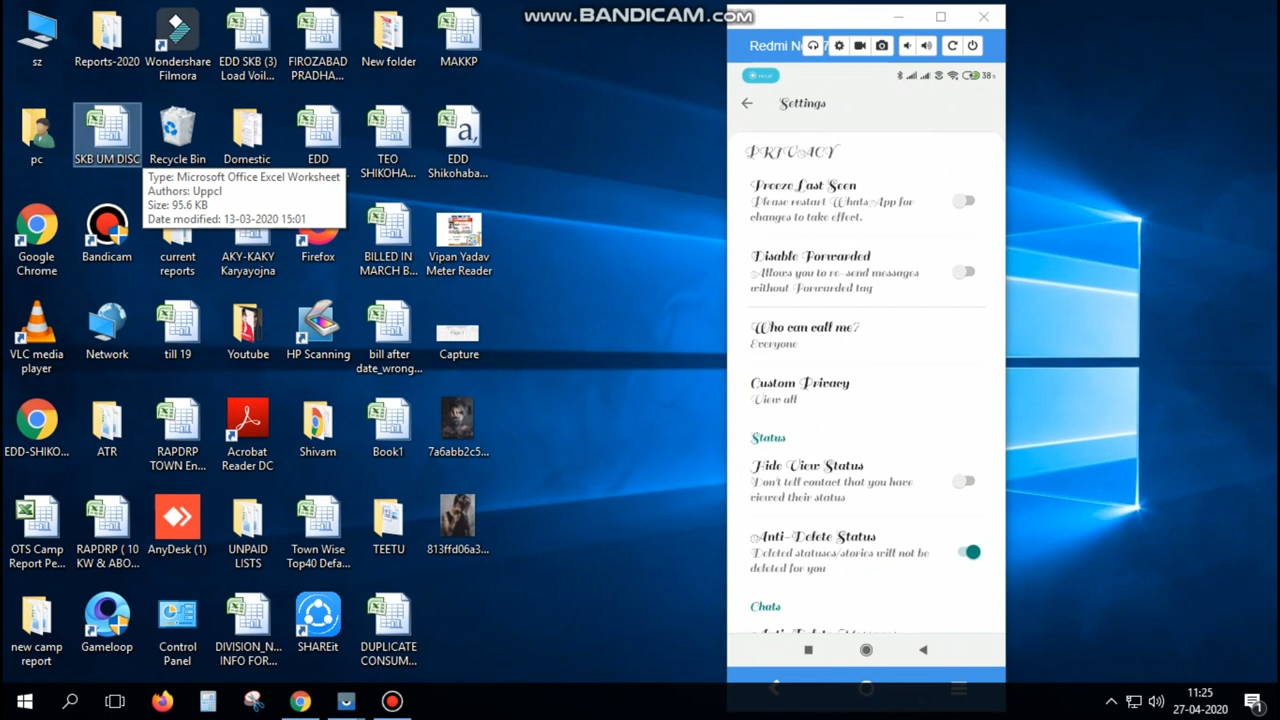 www.BANDICAM.com
sz
Reports-2020
Wondershare
Filmora
EDD SKB (3)
Load Voil...
FIROZABAD
PRADHA...
New folder
MAKKP
pc
SKB UM DISC
Recycle Bin
Domestic
EDD
TEO
SHIKOHA...
EDD
Shikohaba...
Type: Microsoft Office Excel Worksheet
Authors: Uppcl
Size: 95.6 KB
Date modified: 13-03-2020 15:01
Google
Chrome
Bandicam
current
reports
AKY-KAKY
Karyayojna
Firefox
BILLED IN
MARCH B...
Vipan Yadav
Meter Reader
VLC media
player
Network
till 19
Youtube
HP Scanning
bill after
date_wrong...
Capture
EDD-SHIKO...
ATR
RAPDRP
TOWN En...
Acrobat
Reader DC
Shivam
Book1
7a6abb2c5...
OTS Camp
Report Pe...
RAPDRP ( 10
KW & ABO...
AnyDesk (1)
UNPAID
LISTS
Town Wise
Top40 Defa...
TEETU
813ffd06a3...
new camp
report
Gameloop
Control
Panel
DIVISION_N...
INFO FOR...
SHAREit
DUPLICATE
CONSUM...
Redmi N
38
Settings
PRIVACY
Freeze Last Seen
Please restart WhatsApp for
changes to take effect.
Disable Forwarded
Allows you to re-send messages
without Forwarded tag
Who can call me?
Everyone
Custom Privacy
View all
Status
Hide View Status
Don't tell contact that you have
viewed their status
Anti-Delete Status
Deleted statuses/stories will not be
deleted for you
Chats
Anti-Delete Messages
11:25
27-04-2020
1